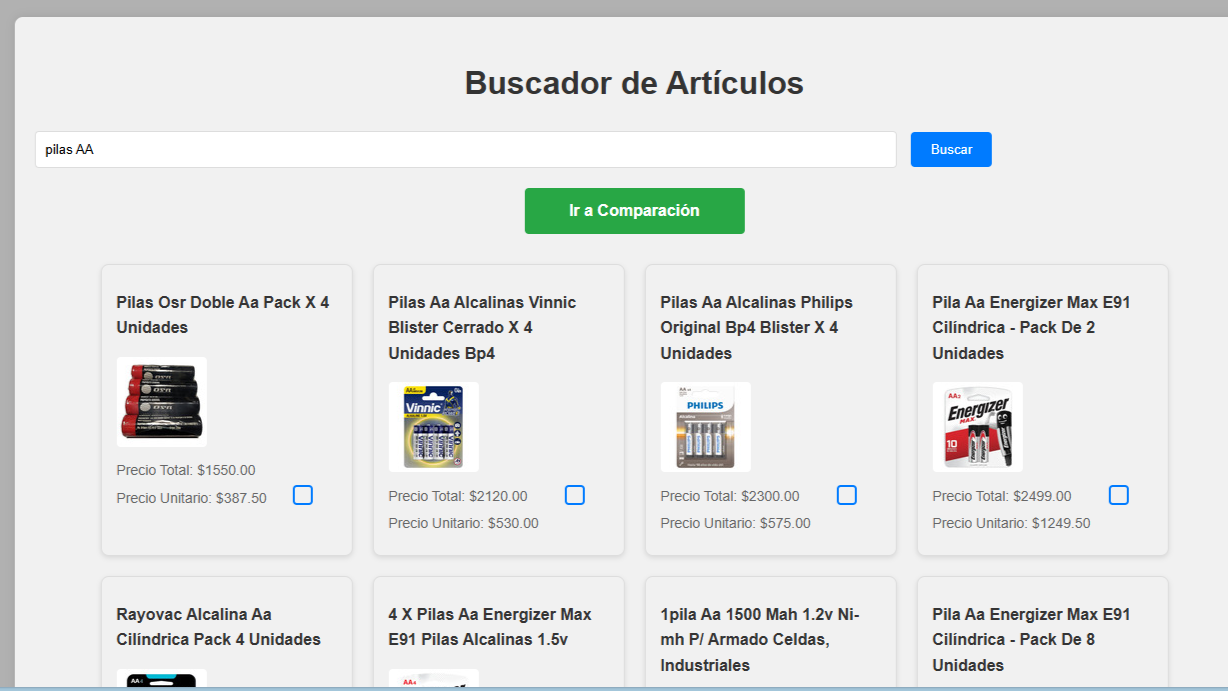 Buscador de Artículos
pilas AA
Buscar
Ir a Comparación
Pilas Osr Doble Aa Pack X 4
Unidades
Precio Total: $1550.00
Precio Unitario: $387.50
Pilas Aa Alcalinas Vinnic
Blister Cerrado X 4
Unidades Bp4
Vinnic
Precio Total: $2120.00
Precio Unitario: $530.00
Pilas Aa Alcalinas Philips
Original Bp4 Blister X 4
Unidades
PHILIPS
Precio Total: $2300.00
Precio Unitario: $575.00
Pila Aa Energizer Max E91
Cilíndrica - Pack De 2
Unidades
Energizer
MAX
10
Precio Total: $2499.00
Precio Unitario: $1249.50
Rayovac Alcalina Aa
Cilíndrica Pack 4 Unidades
4 X Pilas Aa Energizer Max
E91 Pilas Alcalinas 1.5v
1pila Aa 1500 Mah 1.2v Ni-
mh P/ Armado Celdas,
Industriales
Pila Aa Energizer Max E91
Cilíndrica - Pack De 8
Unidades